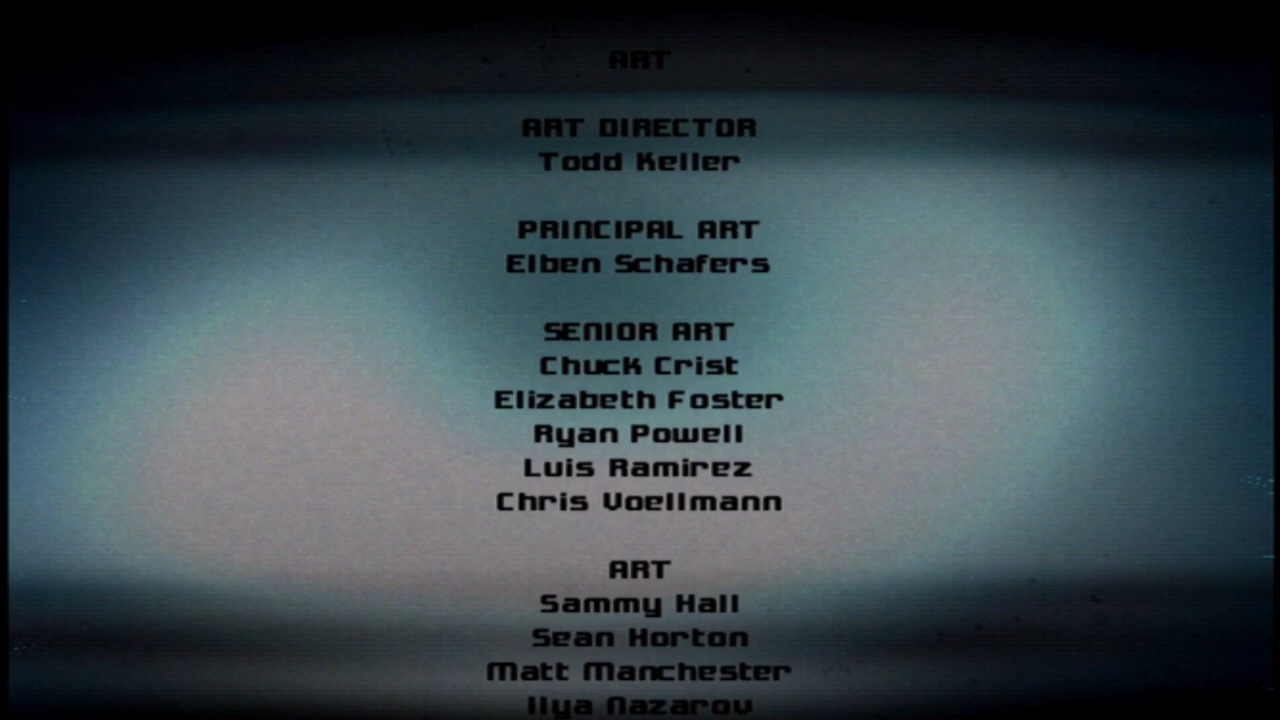 ART
ART DIRECTOR
Todd Keller
PRINCIPAL ART
Elben Schafers
SENIOR ART
Chuck Crist
Elizabeth Foster
Ryan Powell
Luis Ramirez
Chris Voellmann
ART
Sammy Hall
Sean Horton
Matt Manchester
Ilya Nazarov